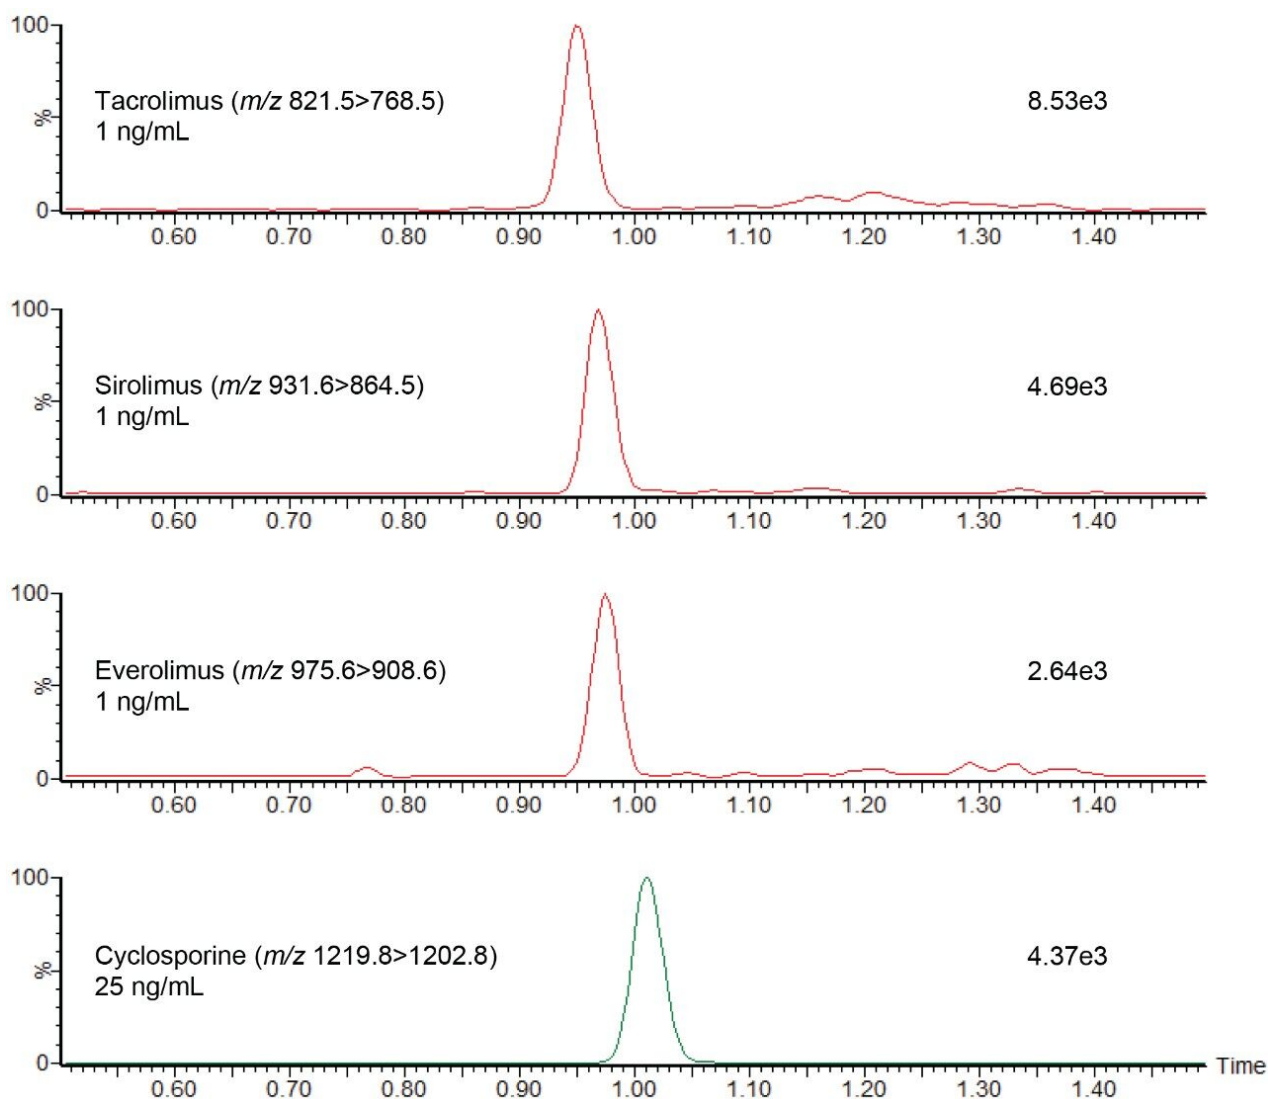 100
Tacrolimus (m/z 821.5>768.5)
8.53e3
%
1 ng/mL
0
0.60 0.70 0.80 0.90 1.00 1.10 1.20 1.30 1.40
100
Sirolimus (m/z 931.6>864.5)
4.69e3
%
1 ng/mL
0
0.60 0.70 0.80 0.90 1.00 1.10 1.20 1.30 1.40
100
Everolimus (m/z 975.6>908.6)
2.64e3
%
1 ng/mL
0
0.60 0.70 0.80 0.90 1.00 1.10 1.20 1.30 1.40
100
Cyclosporine (m/z 1219.8>1202.8)
4.37e3
%
25 ng/mL
0
Time
0.60 0.70 0.80 0.90 1.00 1.10 1.20 1.30 1.40